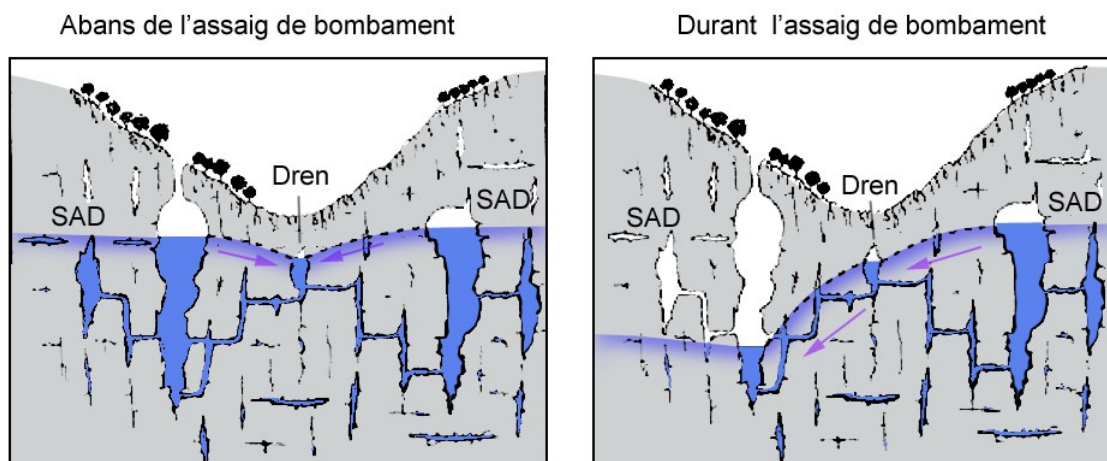 Abans de l’assaig de bombament
Durant l’assaig de bombament
Dren
SAD
SAD
Dren
SAD
SAD